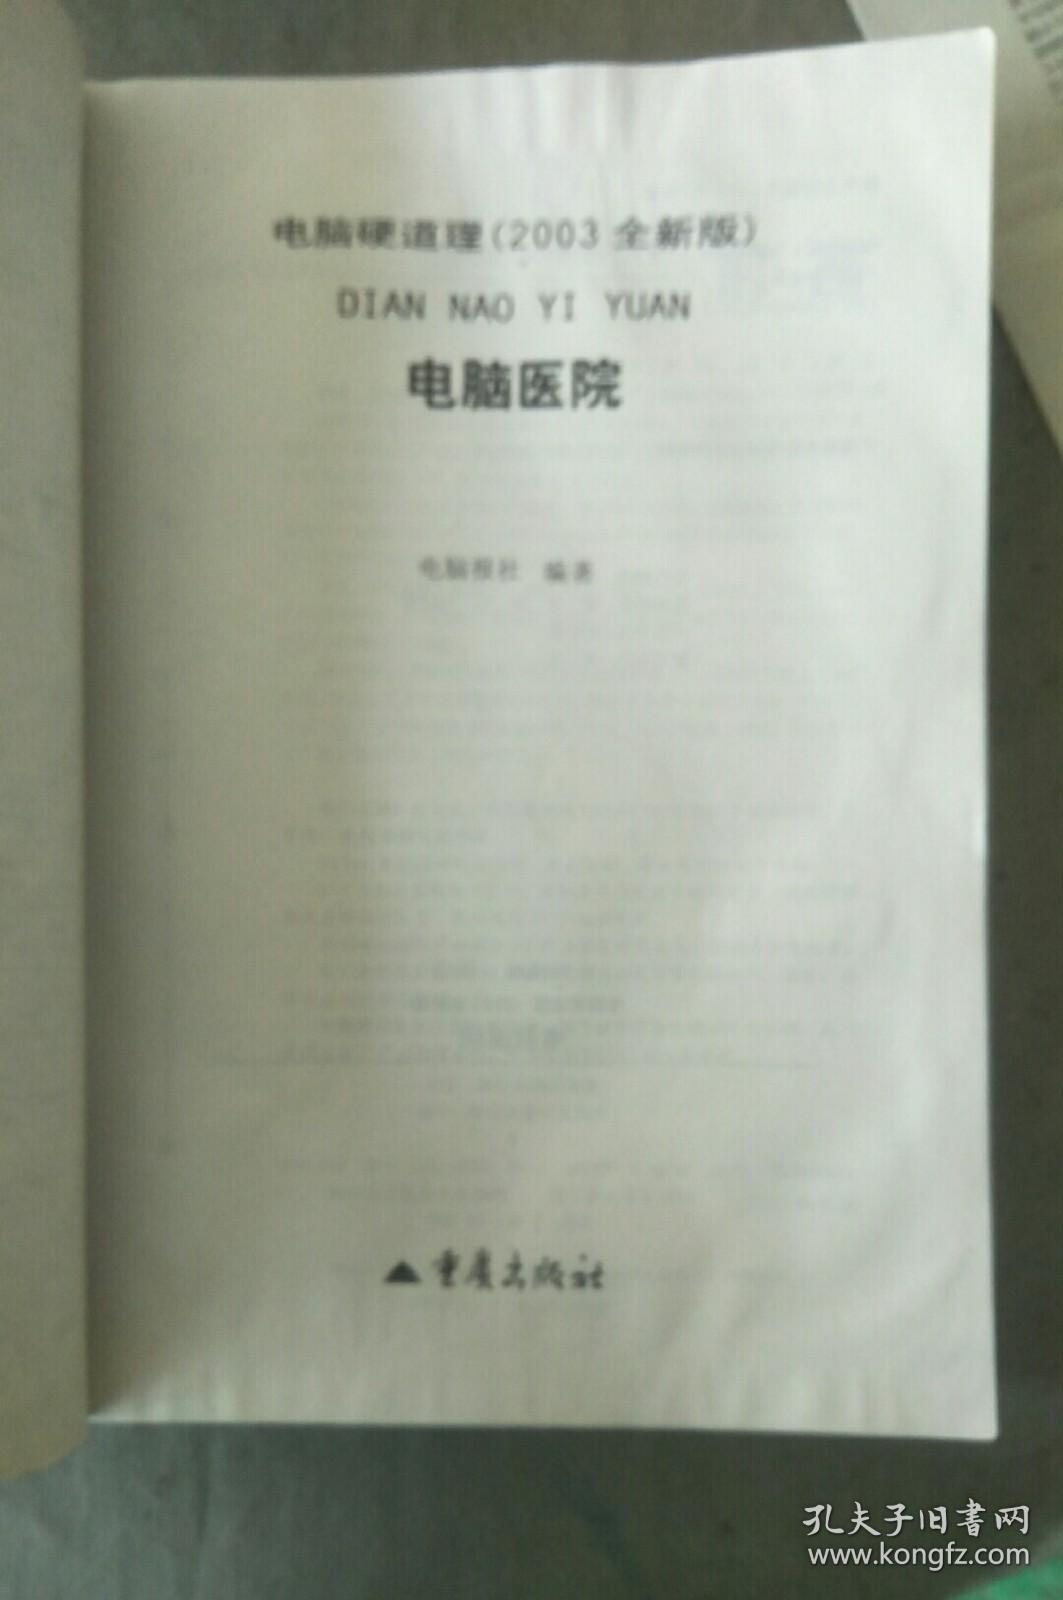 电脑硬道理(2003全新版)
DIAN NAO YI YUAN
电脑医院
电脑报社 编著
重庆出版社
孔夫子旧书网
www.kongfz.com